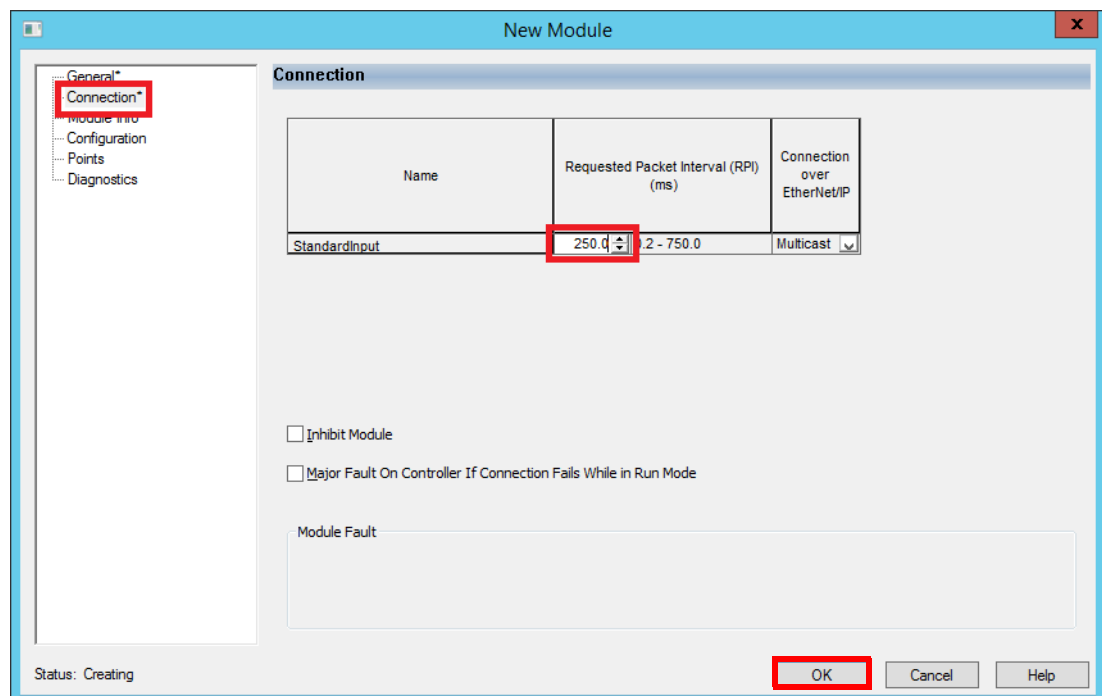 New Module
x
General*
Connection*
Module Info
Configuration
Points
Diagnostics
Connection
Name
Requested Packet Interval (RPI)
(ms)
Connection
over
EtherNet/IP
StandardInput
250.0
.2 - 750.0
Multicast
Inhibit Module
Major Fault On Controller If Connection Fails While in Run Mode
Module Fault
Status: Creating
OK
Cancel
Help